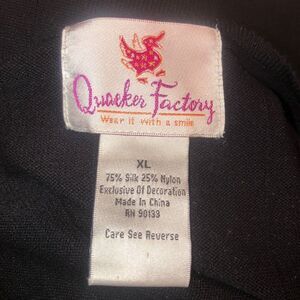 Quacker Factory
Wear it with a smile
XL
75% Silk 25% Nylon
Exclusive Of Decoration
Made In China
RN 90133
Care See Reverse